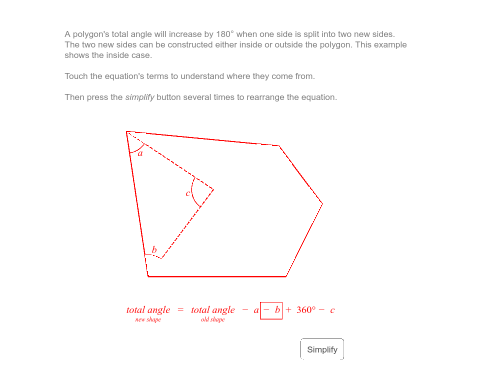 A polygon's total angle will increase by 180° when one side is split into two new sides.
The two new sides can be constructed either inside or outside the polygon. This example
shows the inside case.
Touch the equation's terms to understand where they come from.
Then press the simplify button several times to rearrange the equation.
a
c
b
total angle = total angle − a − b + 360° − c
new shape old shape
Simplify